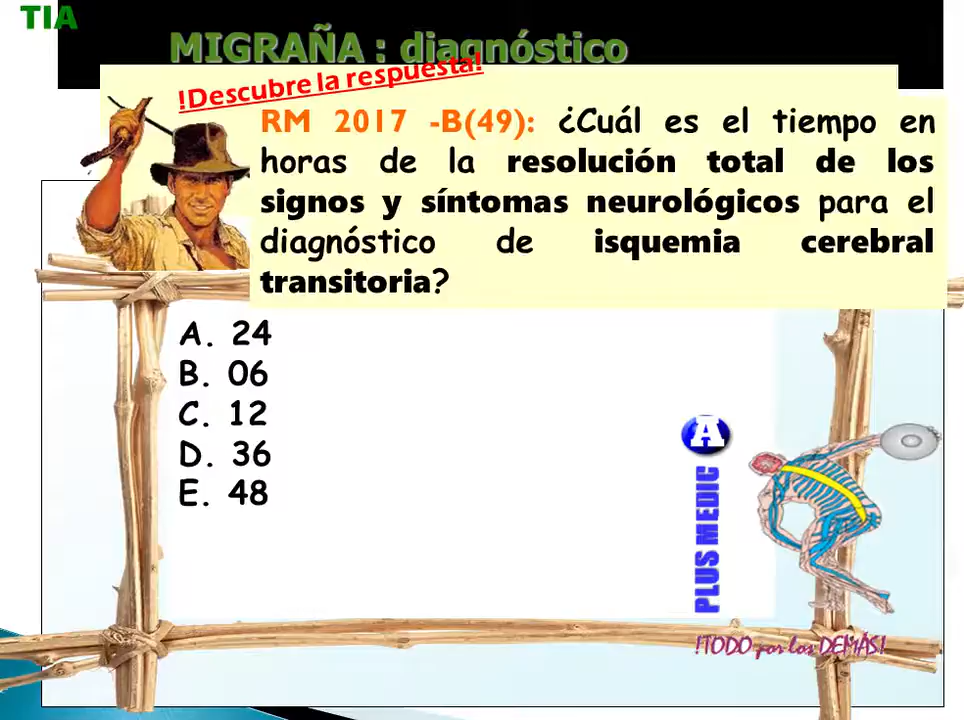 TIA
MIGRAÑA : diagnóstico
!Descubre la respuesta!
RM 2017 -B(49): ¿Cuál es el tiempo en
horas de la resolución total de los
signos y síntomas neurológicos para el
diagnóstico de isquemia cerebral
transitoria?
A. 24
B. 06
C. 12
D. 36
E. 48
A
PLUS MEDIC
!TODO por los DEMÁS!